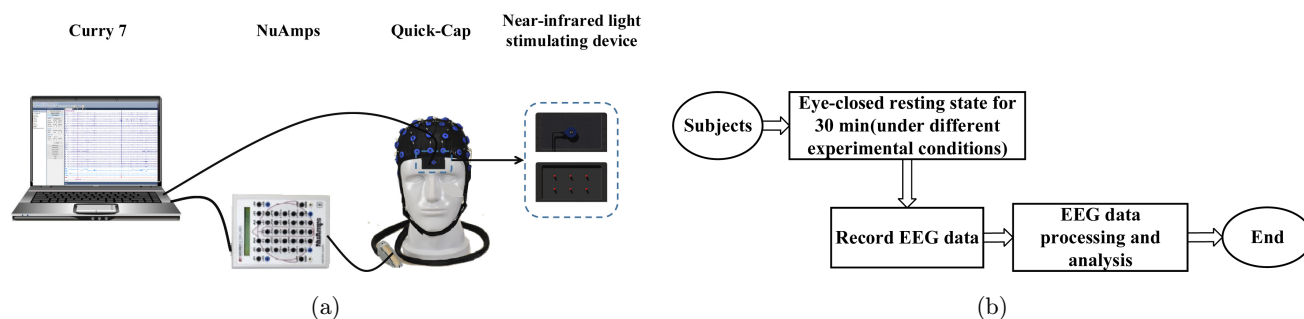 Curry 7
NuAmps
Quick-Cap
Near-infrared light
stimulating device
NuAmps
(a)
Subjects
Eye-closed resting state for
30 min(under different
experimental conditions)
Record EEG data
EEG data
processing and
analysis
End
(b)